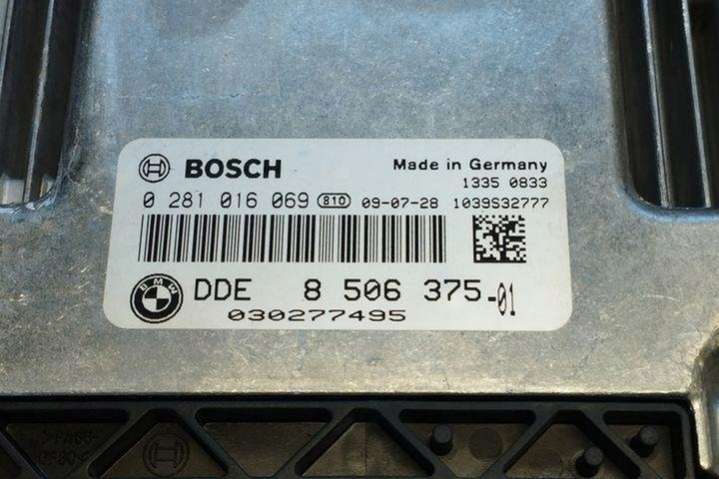 BOSCH Made in Germany
1335 0833
0 281 016 069 810 09-07-28 1039S32777
BMW DDE 8 506 375-01
030277495